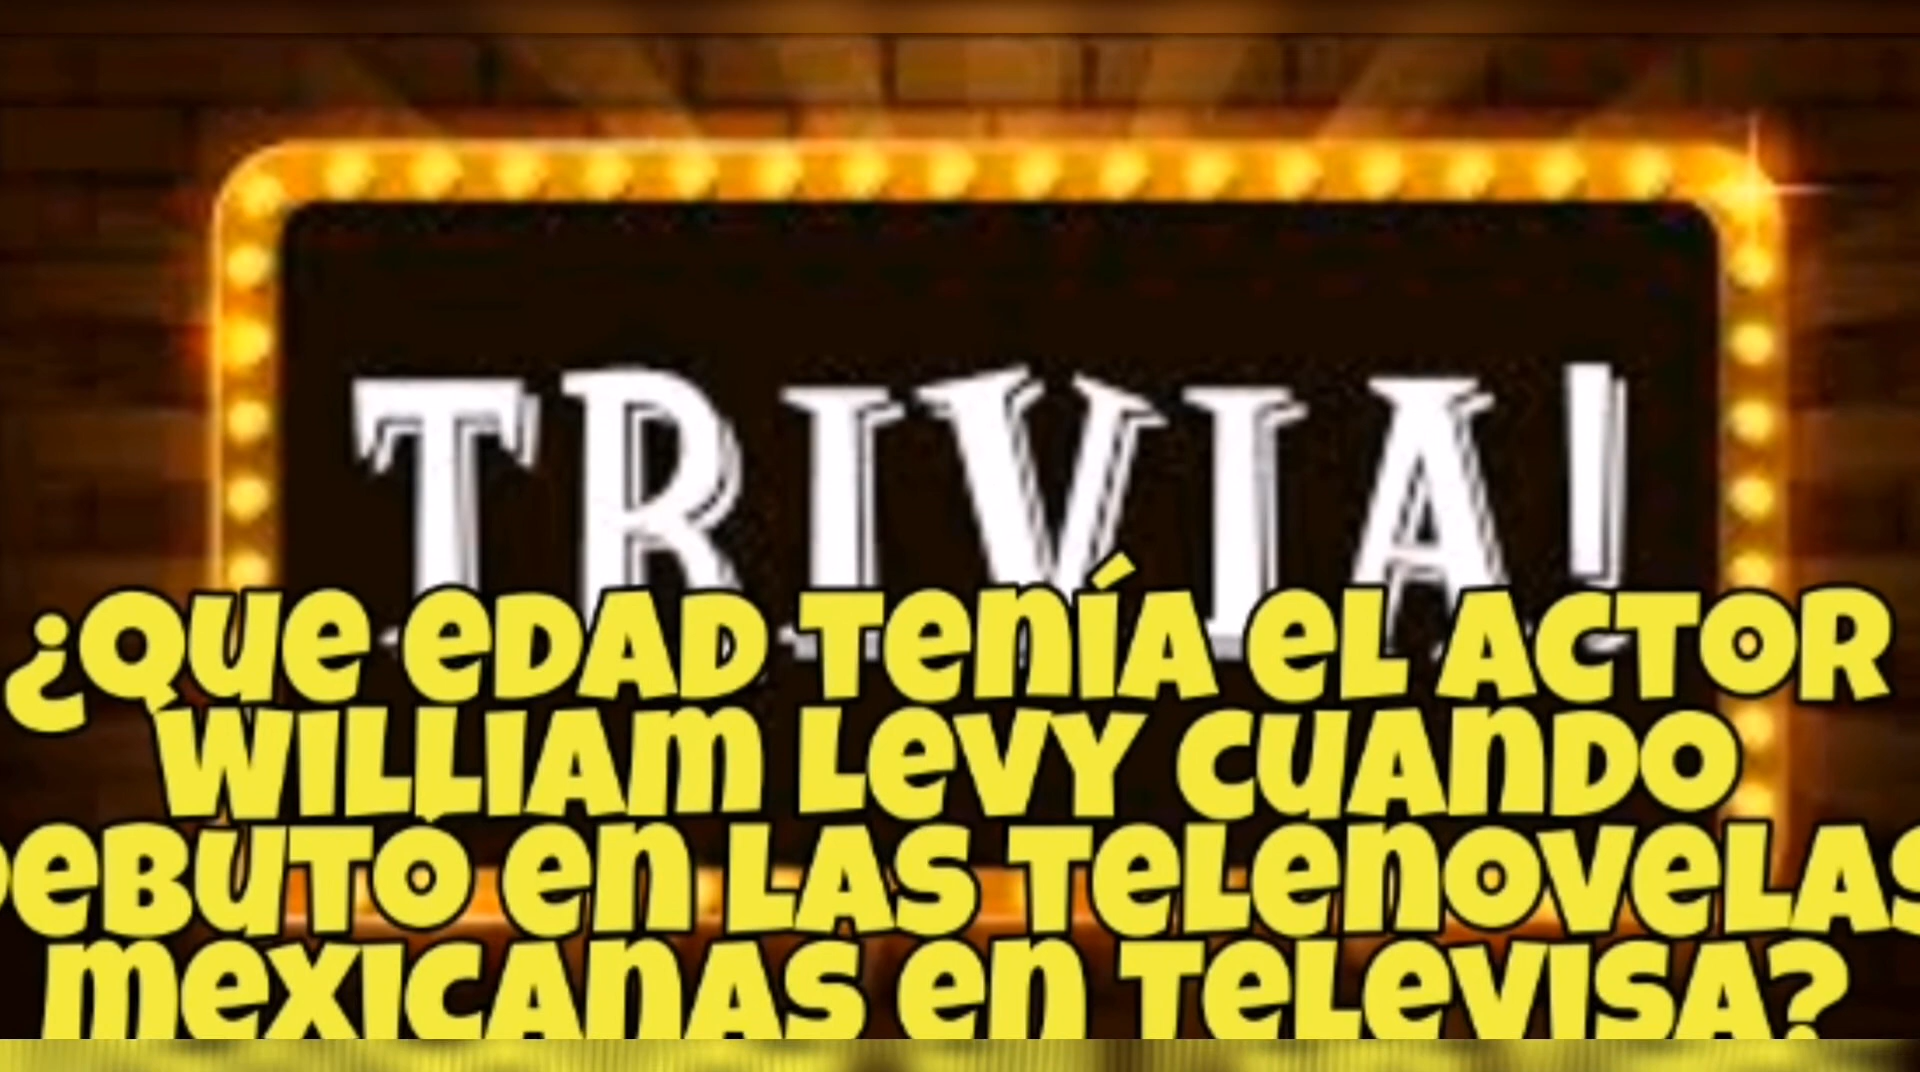 TRIVIA!
¿QUE EDAD TENÍA EL ACTOR
WILLIAM LEVY CUANDO
DEBUTÓ EN LAS TELENOVELAS
MEXICANAS EN TELEVISA?